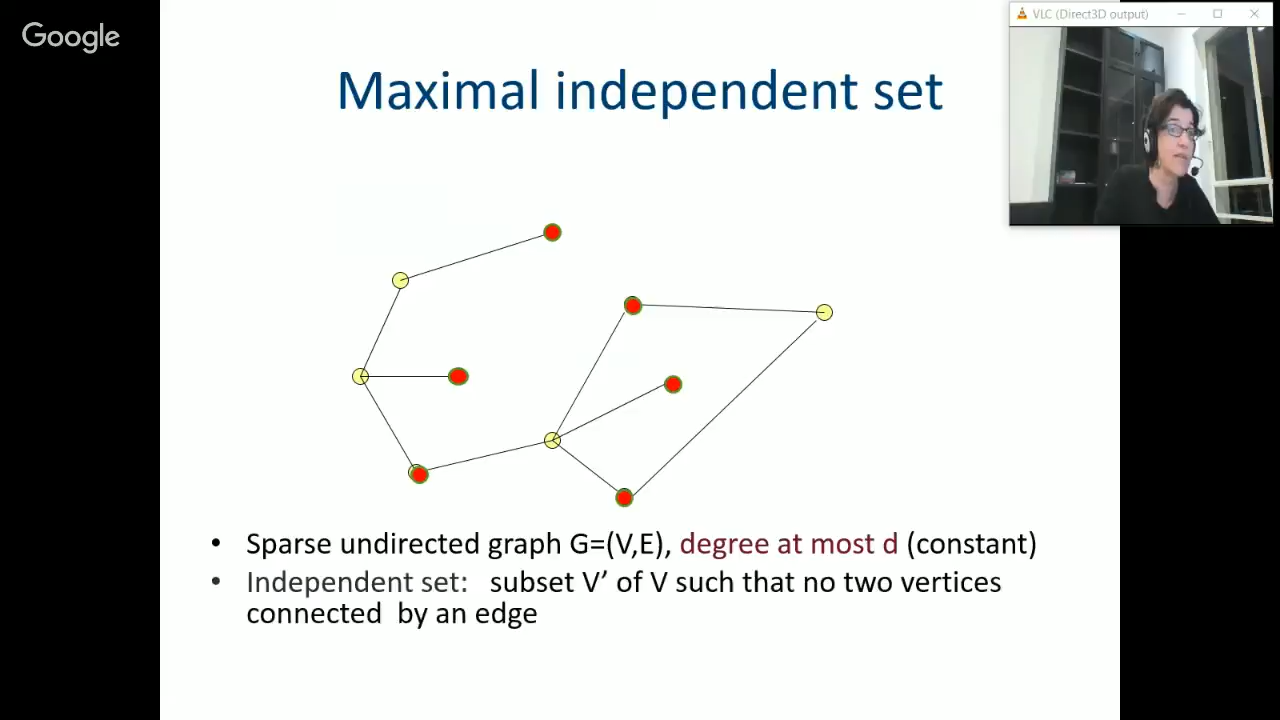 Google
VLC (Direct3D output)
Maximal independent set
• Sparse undirected graph G=(V,E), degree at most d (constant)
• Independent set: subset V’ of V such that no two vertices
connected by an edge